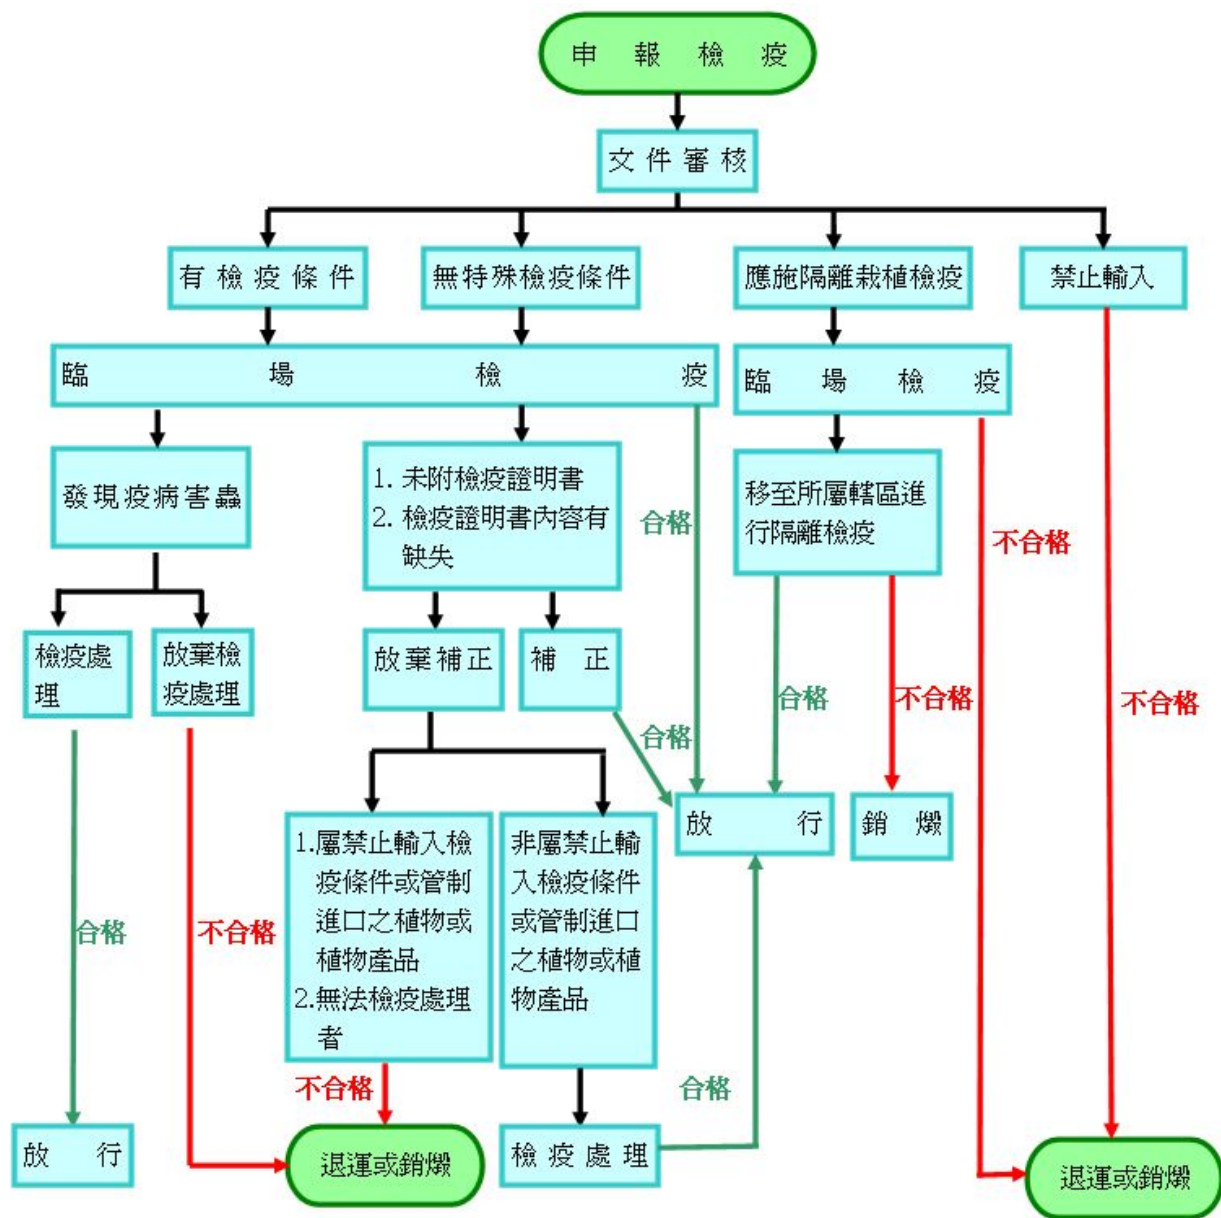 申報檢疫
文件審核
有檢疫條件
無特殊檢疫條件
應施隔離栽植檢疫
禁止輸入
臨場檢疫
臨場檢疫
發現疫病害蟲
1. 未附檢疫證明書
2. 檢疫證明書內容有
缺失
合格
移至所屬轄區進
行隔離檢疫
不合格
檢疫處
理
放棄檢
疫處理
放棄補正
補正
合格
合格
不合格
不合格
放行
銷燬
1.屬禁止輸入檢
疫條件或管制
進口之植物或
植物產品
2.無法檢疫處理
者
非屬禁止輸
入檢疫條件
或管制進口
之植物或植
物產品
合格
不合格
不合格
合格
放行
退運或銷燬
檢疫處理
退運或銷燬